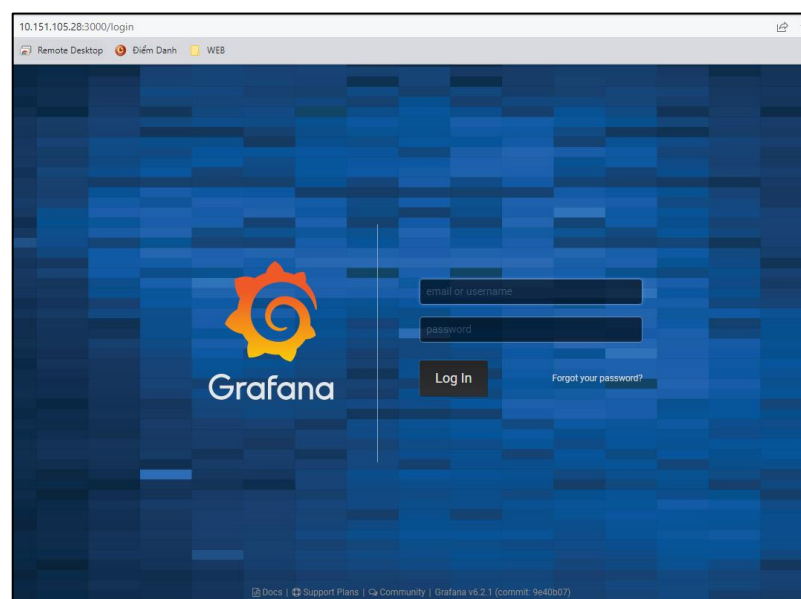 10.151.105.28:3000/login
Remote Desktop Điểm Danh WEB
email or username
password
Grafana
Log In Forgot your password?
Docs | Support Plans | Community | Grafana v6.2.1 (commit: 9e40b07)